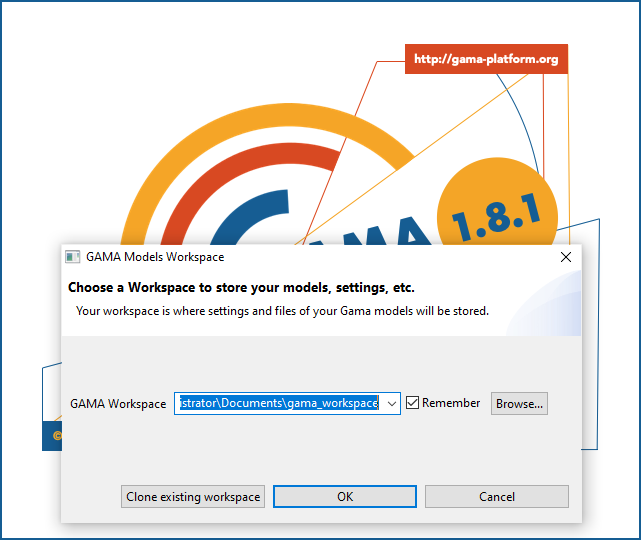 http://gama-platform.org
AMA 1.8.1
GAMA Models Workspace
Choose a Workspace to store your models, settings, etc.
Your workspace is where settings and files of your Gama models will be stored.
GAMA Workspace istrator\Documents\gama_workspace Remember Browse...
©
Clone existing workspace OK Cancel